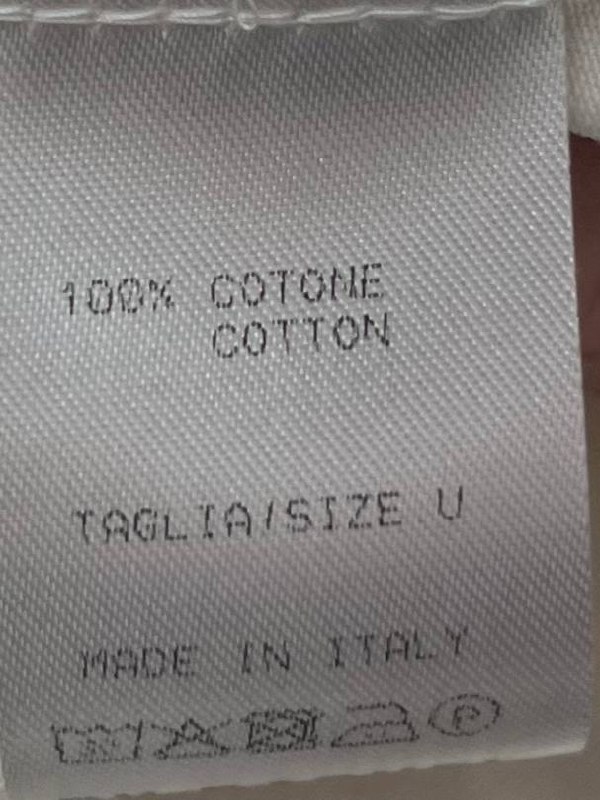 100% COTONE
COTTON
TAGLIA/SIZE U
MADE IN ITALY
P